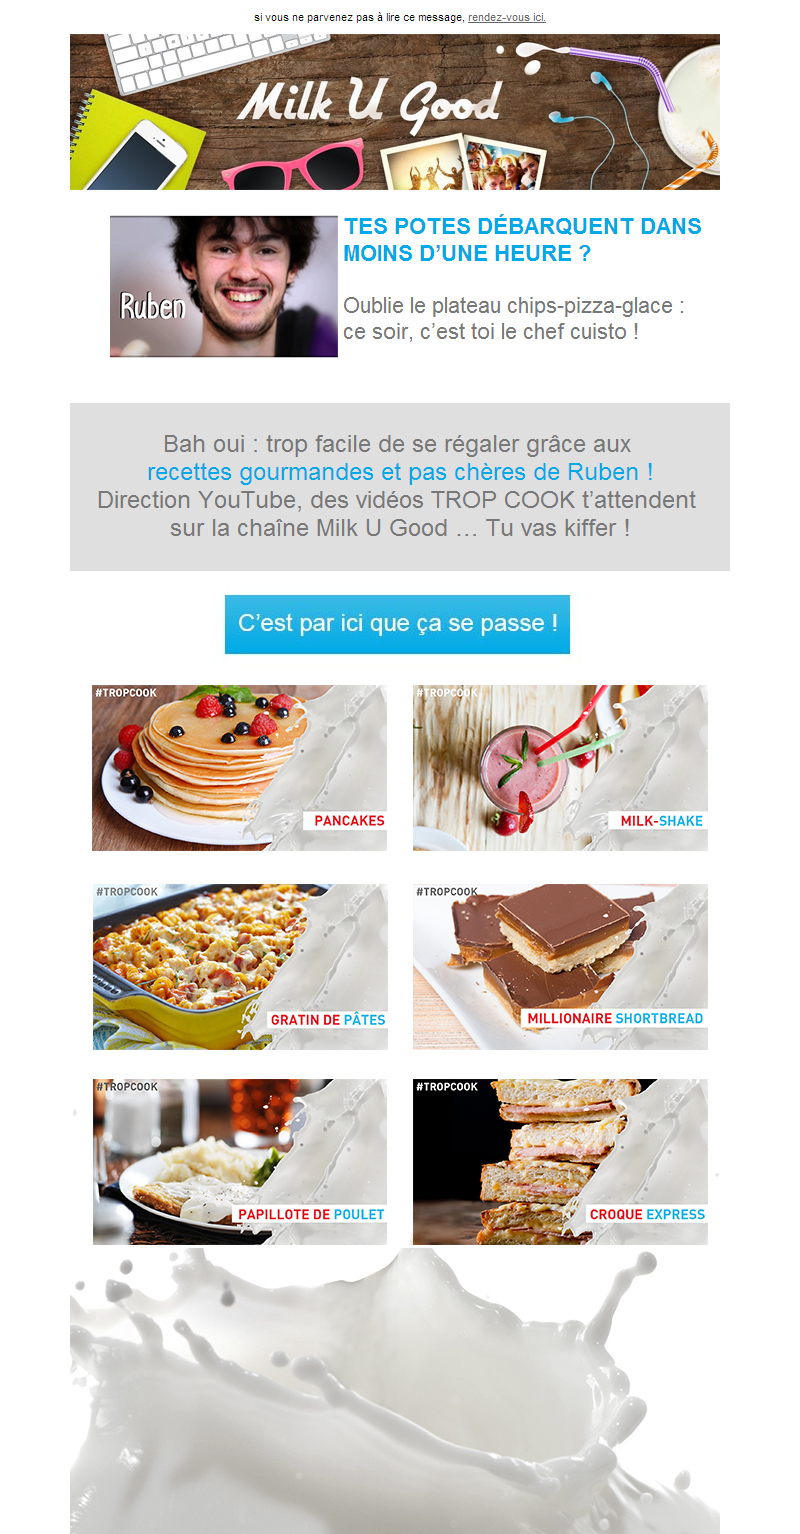 si vous ne parvenez pas à lire ce message, rendez-vous ici.
Milk U Good
TES POTES DÉBARQUENT DANS
MOINS D’UNE HEURE ?
Ruben
Oublie le plateau chips-pizza-glace :
ce soir, c’est toi le chef cuisto !
Bah oui : trop facile de se régaler grâce aux
recettes gourmandes et pas chères de Ruben !
Direction YouTube, des vidéos TROP COOK t’attendent
sur la chaîne Milk U Good … Tu vas kiffer !
C’est par ici que ça se passe !
#TROPCOOK
PANCAKES
#TROPCOOK
MILK-SHAKE
#TROPCOOK
GRATIN DE PÂTES
#TROPCOOK
MILLIONAIRE SHORTBREAD
#TROPCOOK
PAPILLOTE DE POULET
#TROPCOOK
CROQUE EXPRESS